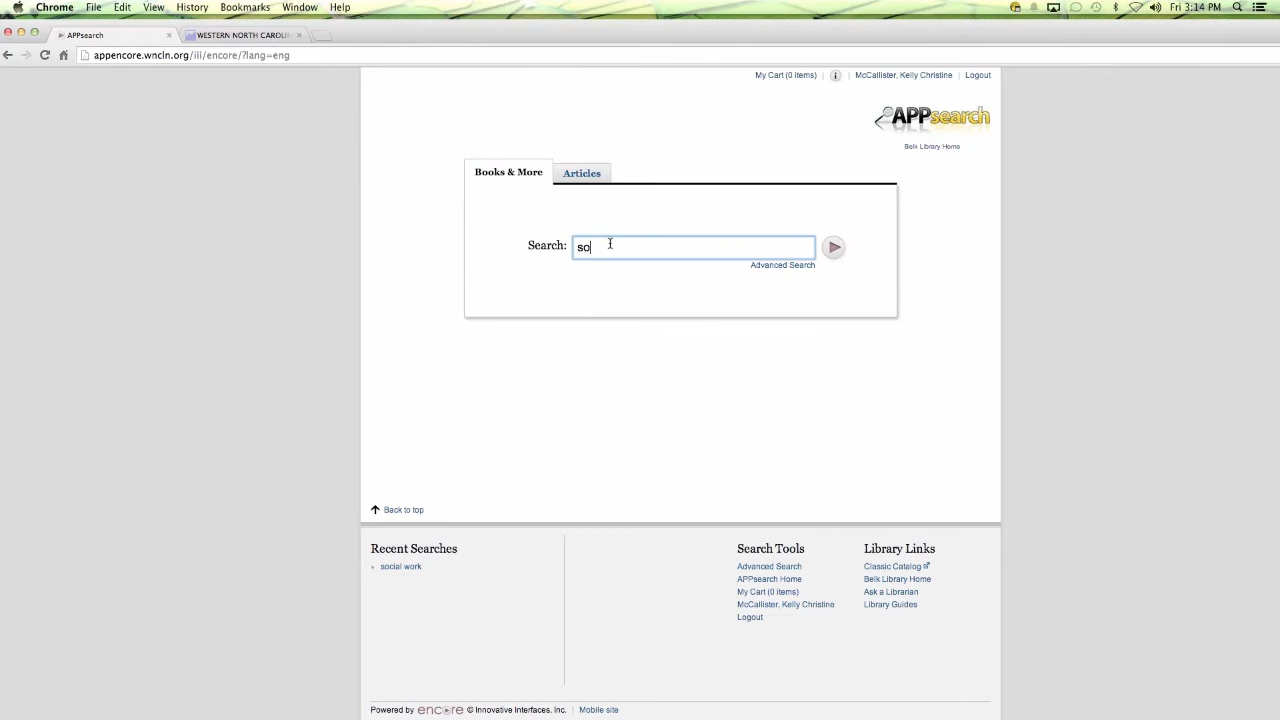 Chrome File Edit View History Bookmarks Window Help Fri 3:14 PM
APPsearch WESTERN NORTH CAROLIN
appencore.wncln.org/iii/encore/?lang=eng
My Cart (0 items) | i | McCallister, Kelly Christine | Logout
APPsearch
Belk Library Home
Books & More Articles
Search: so
Advanced Search
Back to top
Recent Searches
social work
Search Tools
Advanced Search
APPsearch Home
My Cart (0 items)
McCallister, Kelly Christine
Logout
Library Links
Classic Catalog
Belk Library Home
Ask a Librarian
Library Guides
Powered by encore © Innovative Interfaces, Inc. | Mobile site